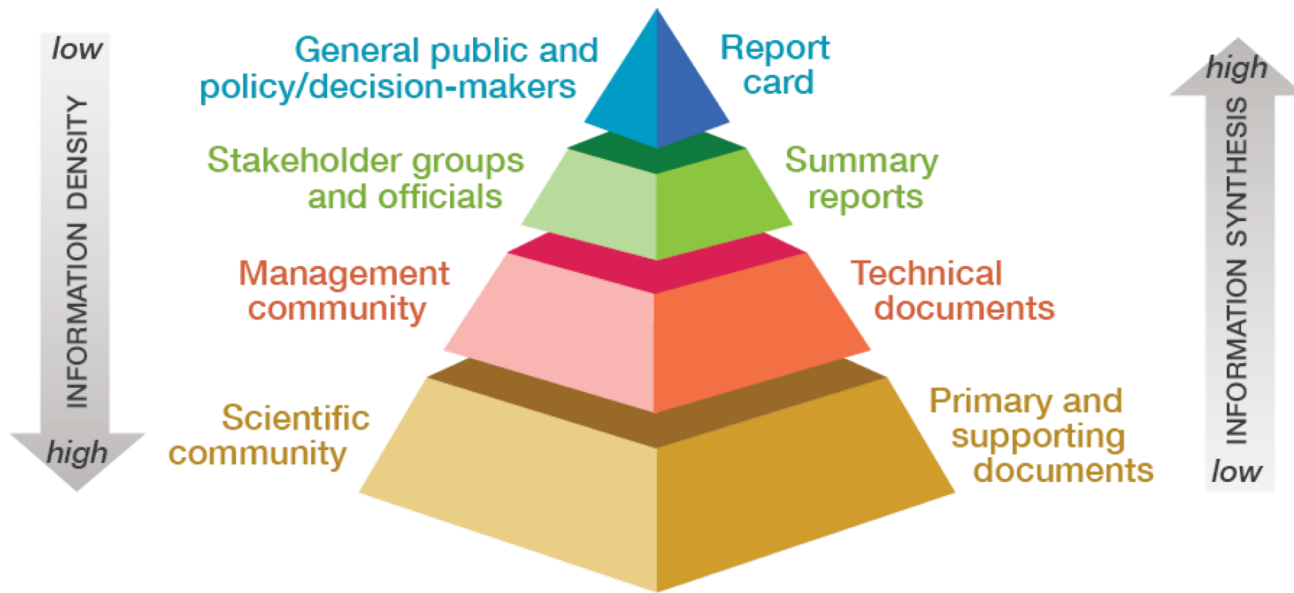 low
INFORMATION DENSITY
high
General public and
policy/decision-makers
Report
card
Stakeholder groups
and officials
Summary
reports
Management
community
Technical
documents
Scientific
community
Primary and
supporting
documents
high
INFORMATION SYNTHESIS
low